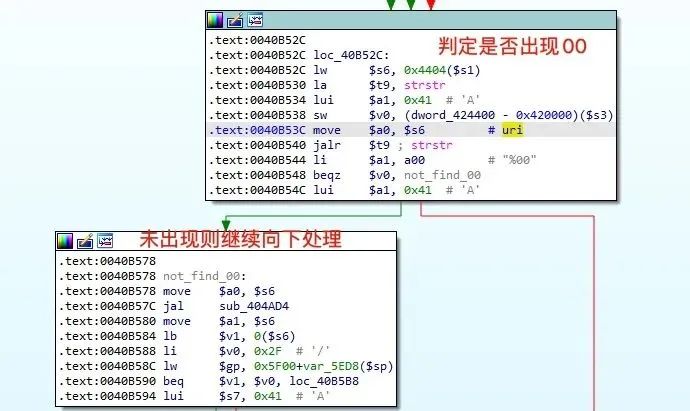 .text:0040B52C
判定是否出现00
.text:0040B52C loc_40B52C:
.text:0040B52C lw $s6, 0x4404($s1)
.text:0040B530 la $t9, strstr
.text:0040B534 lui $a1, 0x41 # 'A'
.text:0040B538 sw $v0, (dword_424400 - 0x420000)($s3)
.text:0040B53C move $a0, $s6 # uri
.text:0040B540 jalr $t9 ; strstr
.text:0040B544 li $a1, a00 # "%00"
.text:0040B548 beqz $v0, not_find_00
.text:0040B54C lui $a1, 0x41 # 'A'
未出现则继续向下处理
.text:0040B578
.text:0040B578 not_find_00:
.text:0040B578 move $a0, $s6
.text:0040B57C jal sub_404AD4
.text:0040B580 move $a1, $s6
.text:0040B584 lb $v1, 0($s6)
.text:0040B588 li $v0, 0x2F # '/'
.text:0040B58C lw $gp, 0x5F00+var_5ED8($sp)
.text:0040B590 beq $v1, $v0, loc_40B5B8
.text:0040B594 lui $s7, 0x41 # 'A'